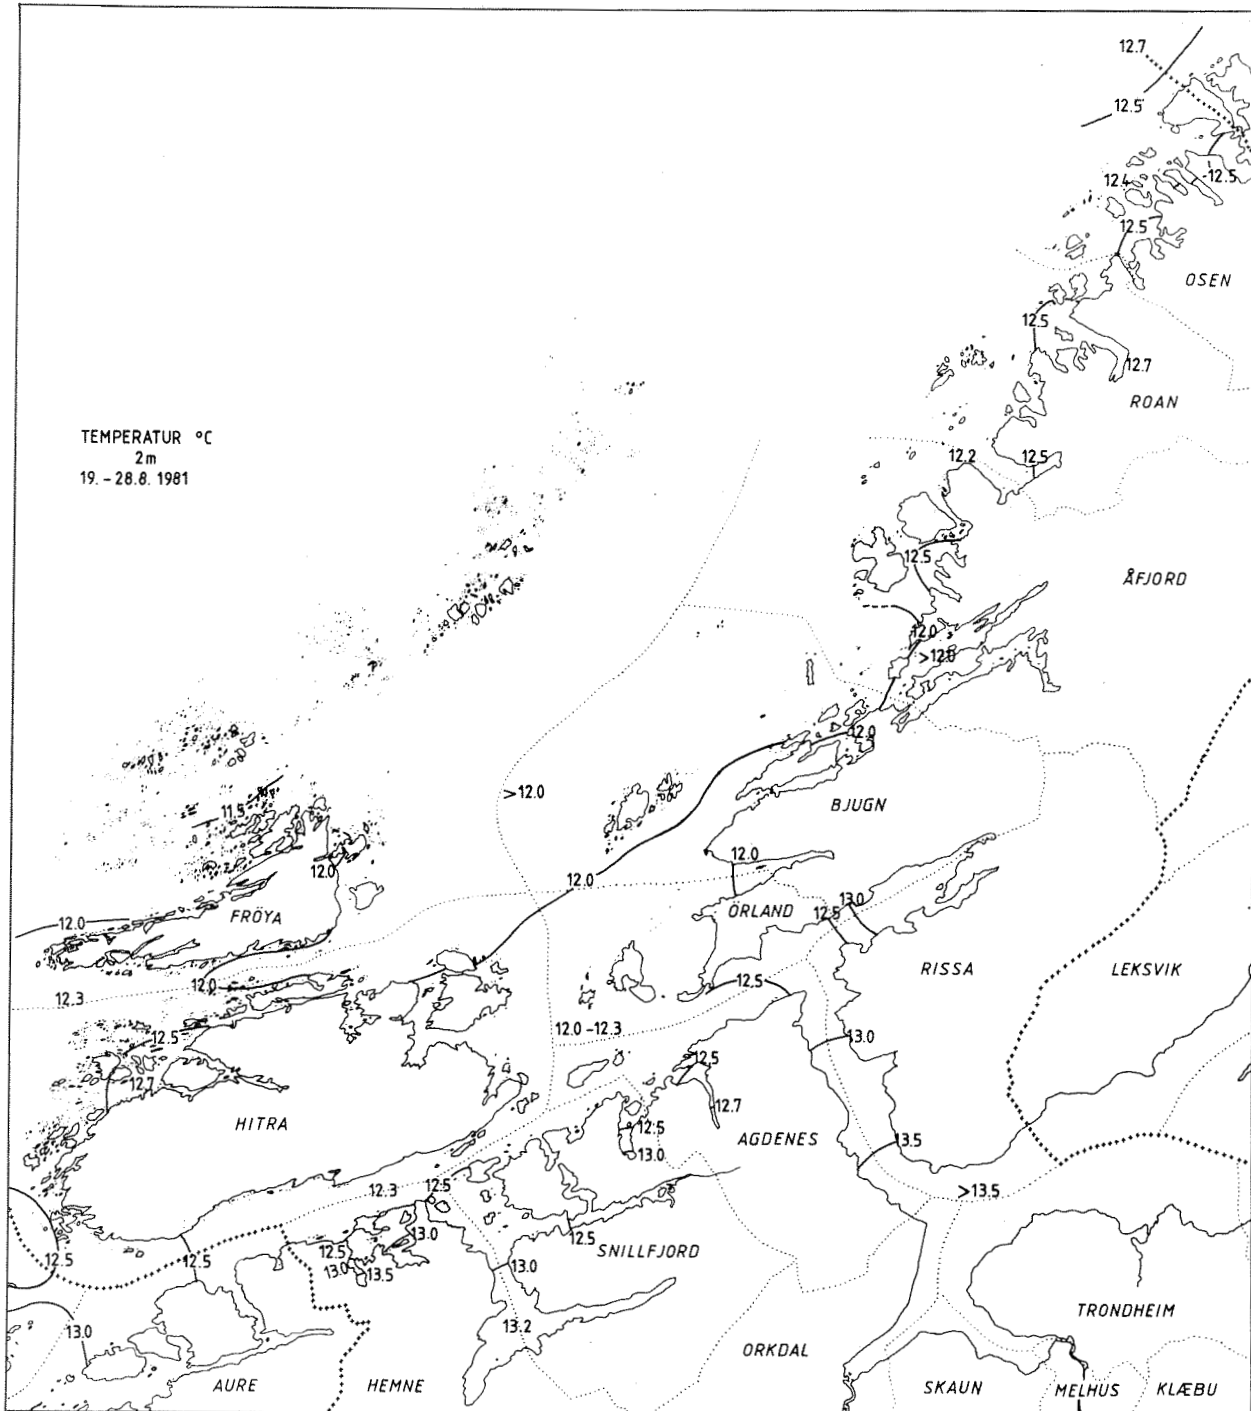 12.7
12.5
12.4
12.5
12.5
OSEN
12.5
12.7
ROAN
TEMPERATUR °C
2m
19. - 28.8. 1981
12.2
12.5
12.5
ÅFJORD
12.0
>12.0
12.0
>12.0
11.5
BJUGN
12.0
12.0
12.0
12.0
FRÖYA
ÖRLAND
12.5
13.0
12.3
12.0
12.5
RISSA
LEKSVIK
12.0 - 12.3
12.5
13.0
12.7
12.5
12.7
HITRA
12.5
AGDENES
13.0
13.5
12.3
12.5
>13.5
12.5
12.5
12.5
13.0
12.5
SNILLFJORD
13.0
13.5
13.0
13.0
13.2
TRONDHEIM
ORKDAL
AURE
HEMNE
SKAUN
MELHUS
KLÆBU